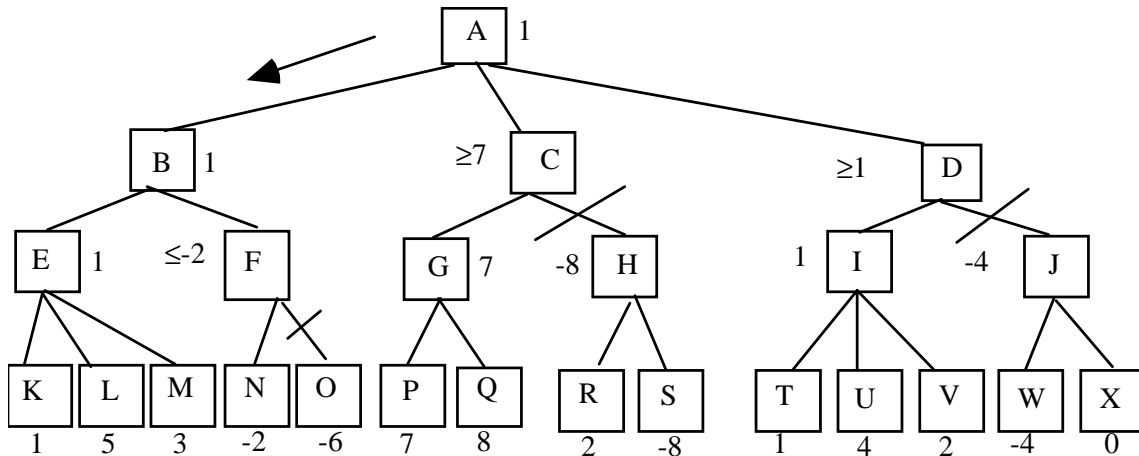 A 1
B 1 ≥7 C ≥1 D
E 1 ≤-2 F G 7 -8 H 1 I -4 J
K L M N O P Q R S T U V W X
1 5 3 -2 -6 7 8 2 -8 1 4 2 -4 0